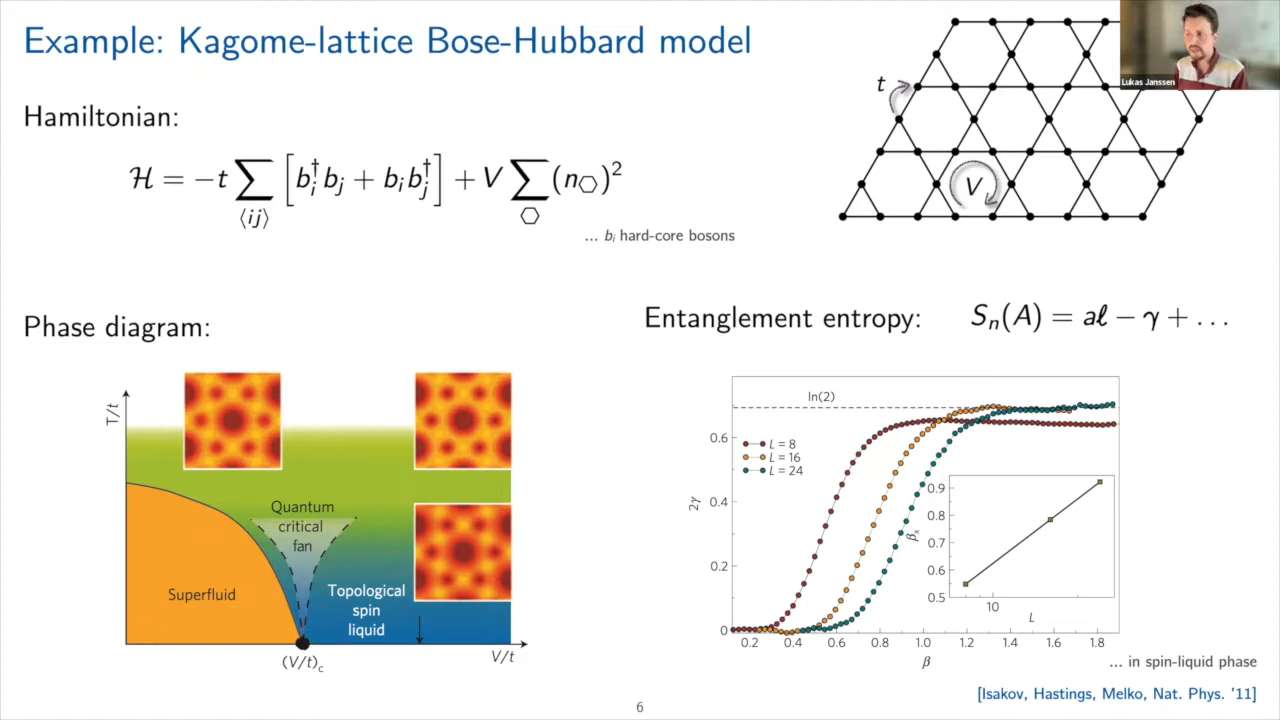 Example: Kagome-lattice Bose-Hubbard model
Lukas Janssen
t
V
Hamiltonian:
ℋ = −t ∑⟨ij⟩ [b†ᵢ bⱼ + bᵢ b†ⱼ] + V ∑⬡ (n⬡)²
... bᵢ hard-core bosons
Phase diagram:
T/t
Quantum
critical
fan
Superfluid
Topological
spin
liquid
(V/t)c
V/t
Entanglement entropy: Sₙ(A) = aℓ − γ + ...
ln(2)
L = 8
L = 16
L = 24
2γ
0.6
0.4
0.2
0
0.2 0.4 0.6 0.8 1.0 1.2 1.4 1.6 1.8
β
βx
0.9
0.8
0.7
0.6
0.5
10
L
... in spin-liquid phase
[Isakov, Hastings, Melko, Nat. Phys. '11]
6